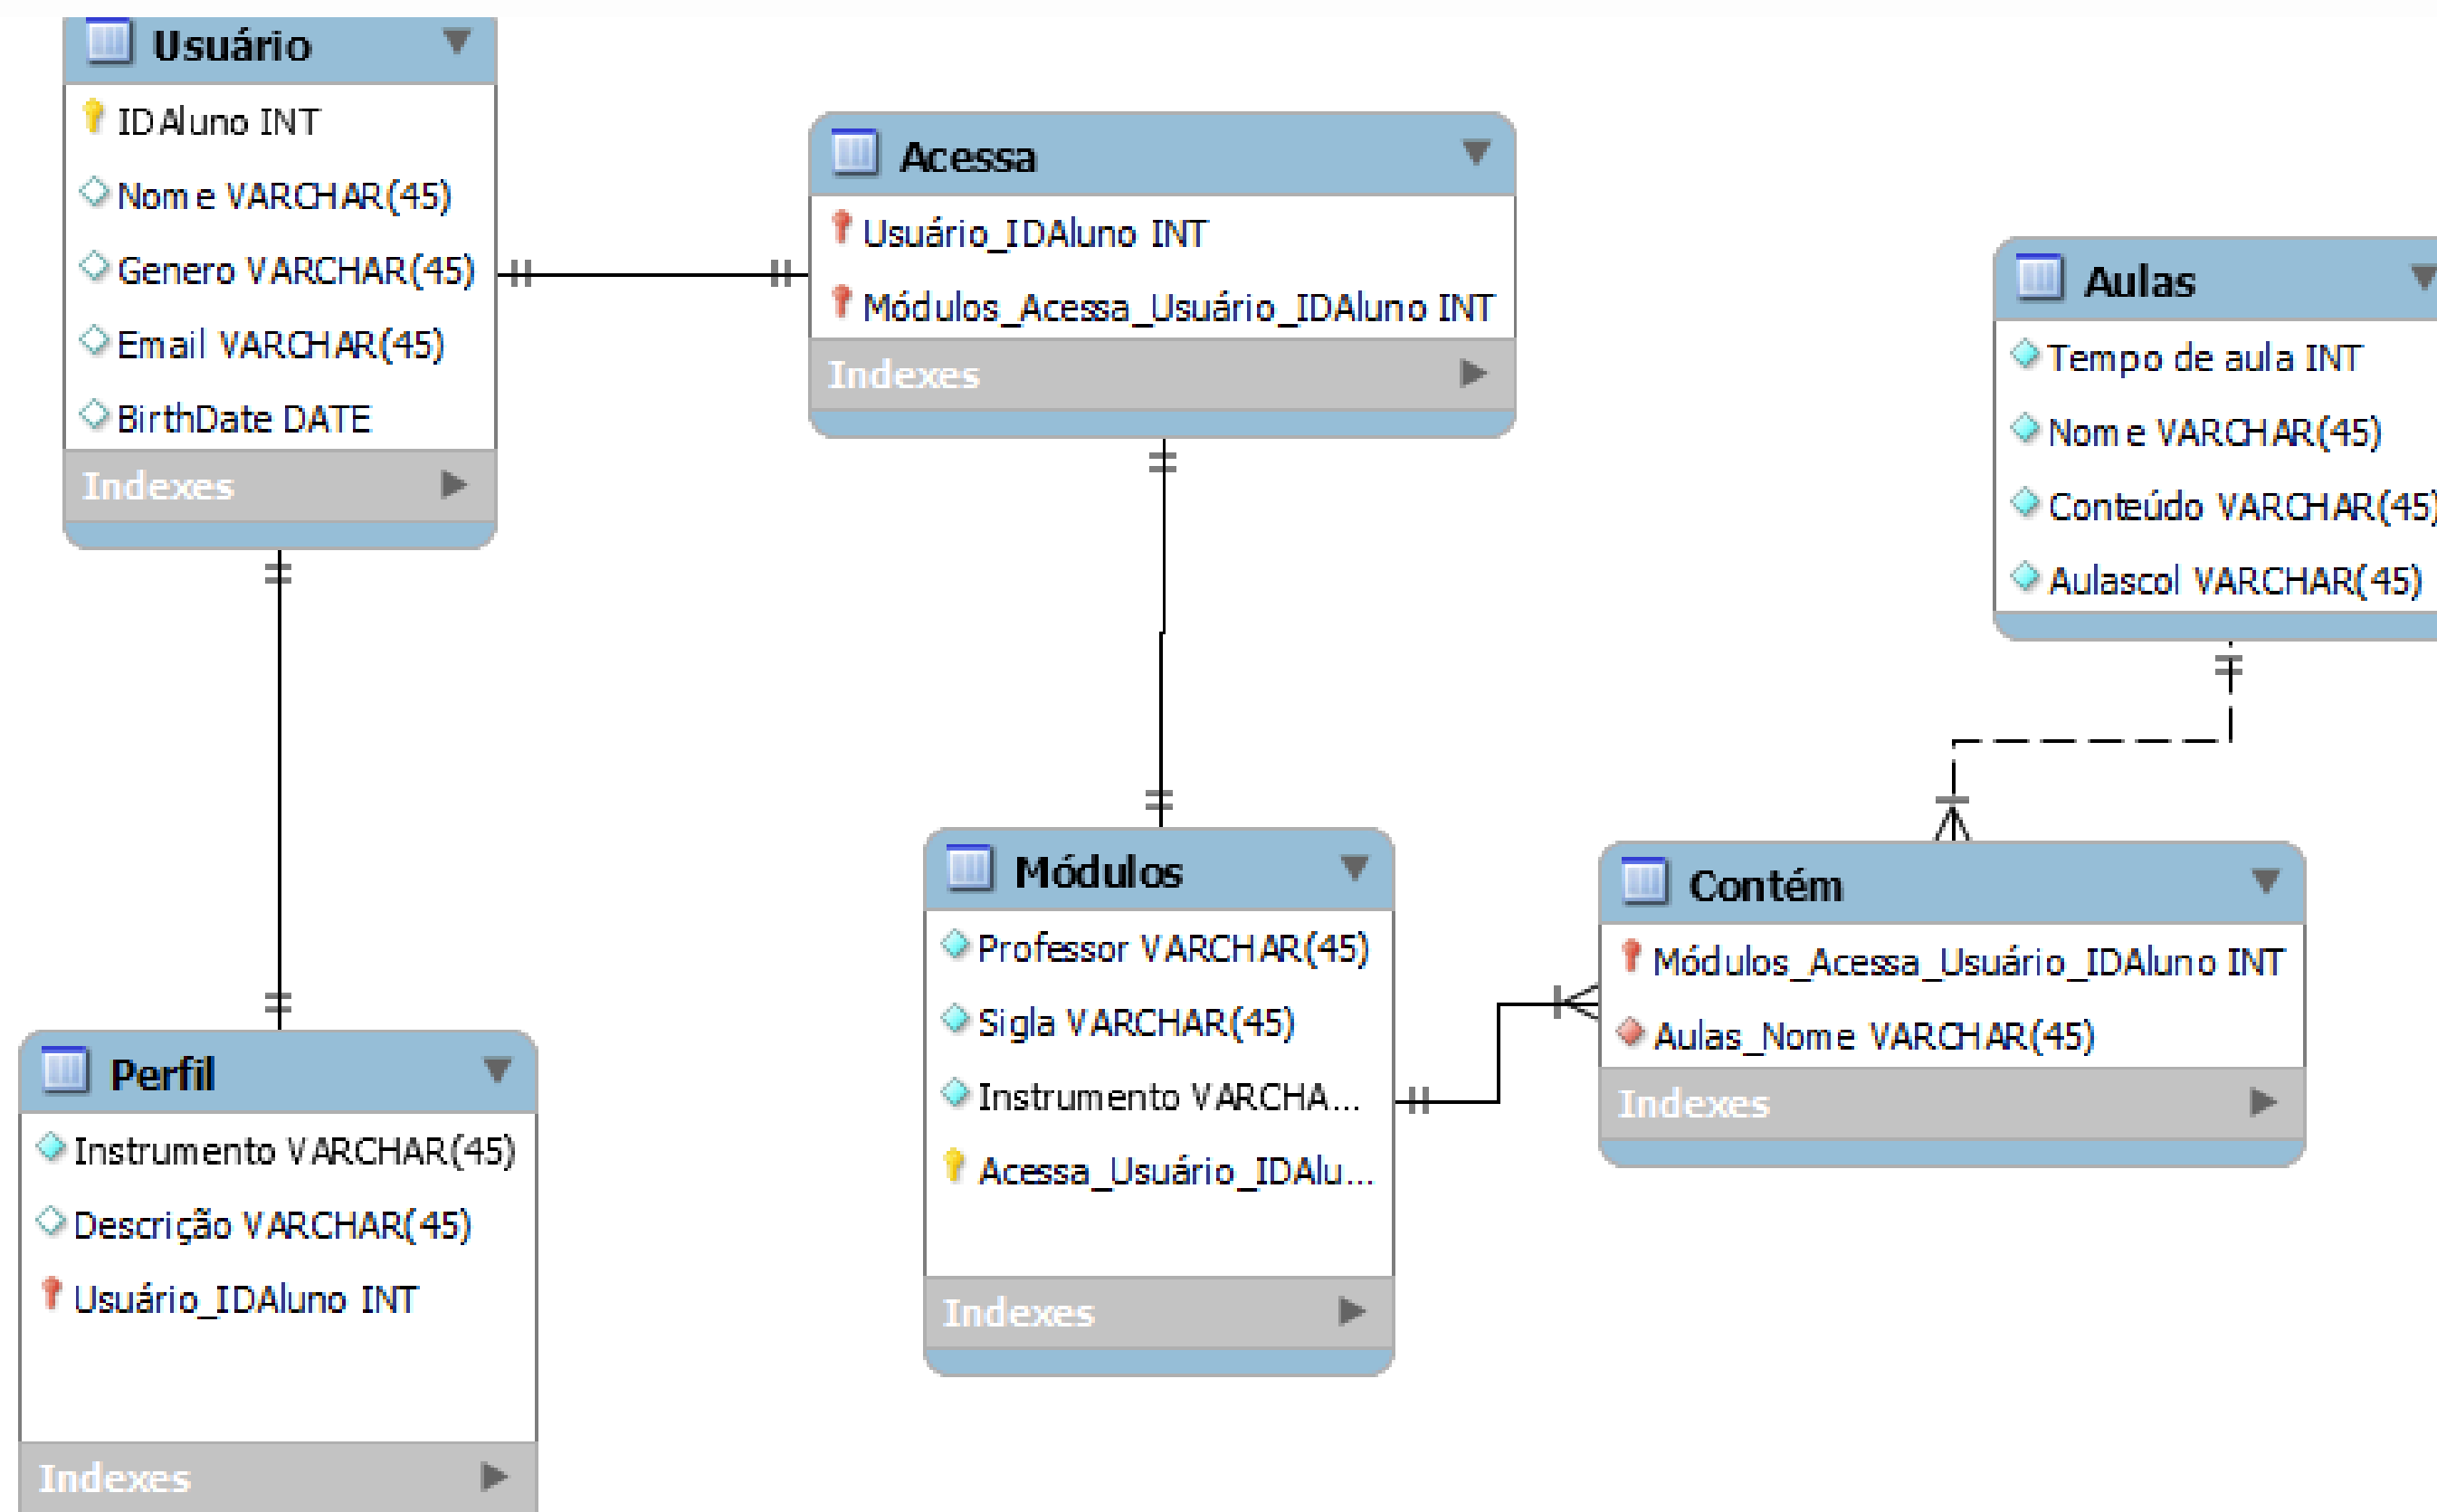 Usuário
IDAluno INT
Nome VARCHAR(45)
Genero VARCHAR(45)
Email VARCHAR(45)
BirthDate DATE
Indexes
Acessa
Usuário_IDAluno INT
Módulos_Acessa_Usuário_IDAluno INT
Indexes
Aulas
Tempo de aula INT
Nome VARCHAR(45)
Conteúdo VARCHAR(45)
Aulascol VARCHAR(45)
Módulos
Professor VARCHAR(45)
Sigla VARCHAR(45)
Instrumento VARCHA...
Acessa_Usuário_IDAlu...
Indexes
Contém
Módulos_Acessa_Usuário_IDAluno INT
Aulas_Nome VARCHAR(45)
Indexes
Perfil
Instrumento VARCHAR(45)
Descrição VARCHAR(45)
Usuário_IDAluno INT
Indexes